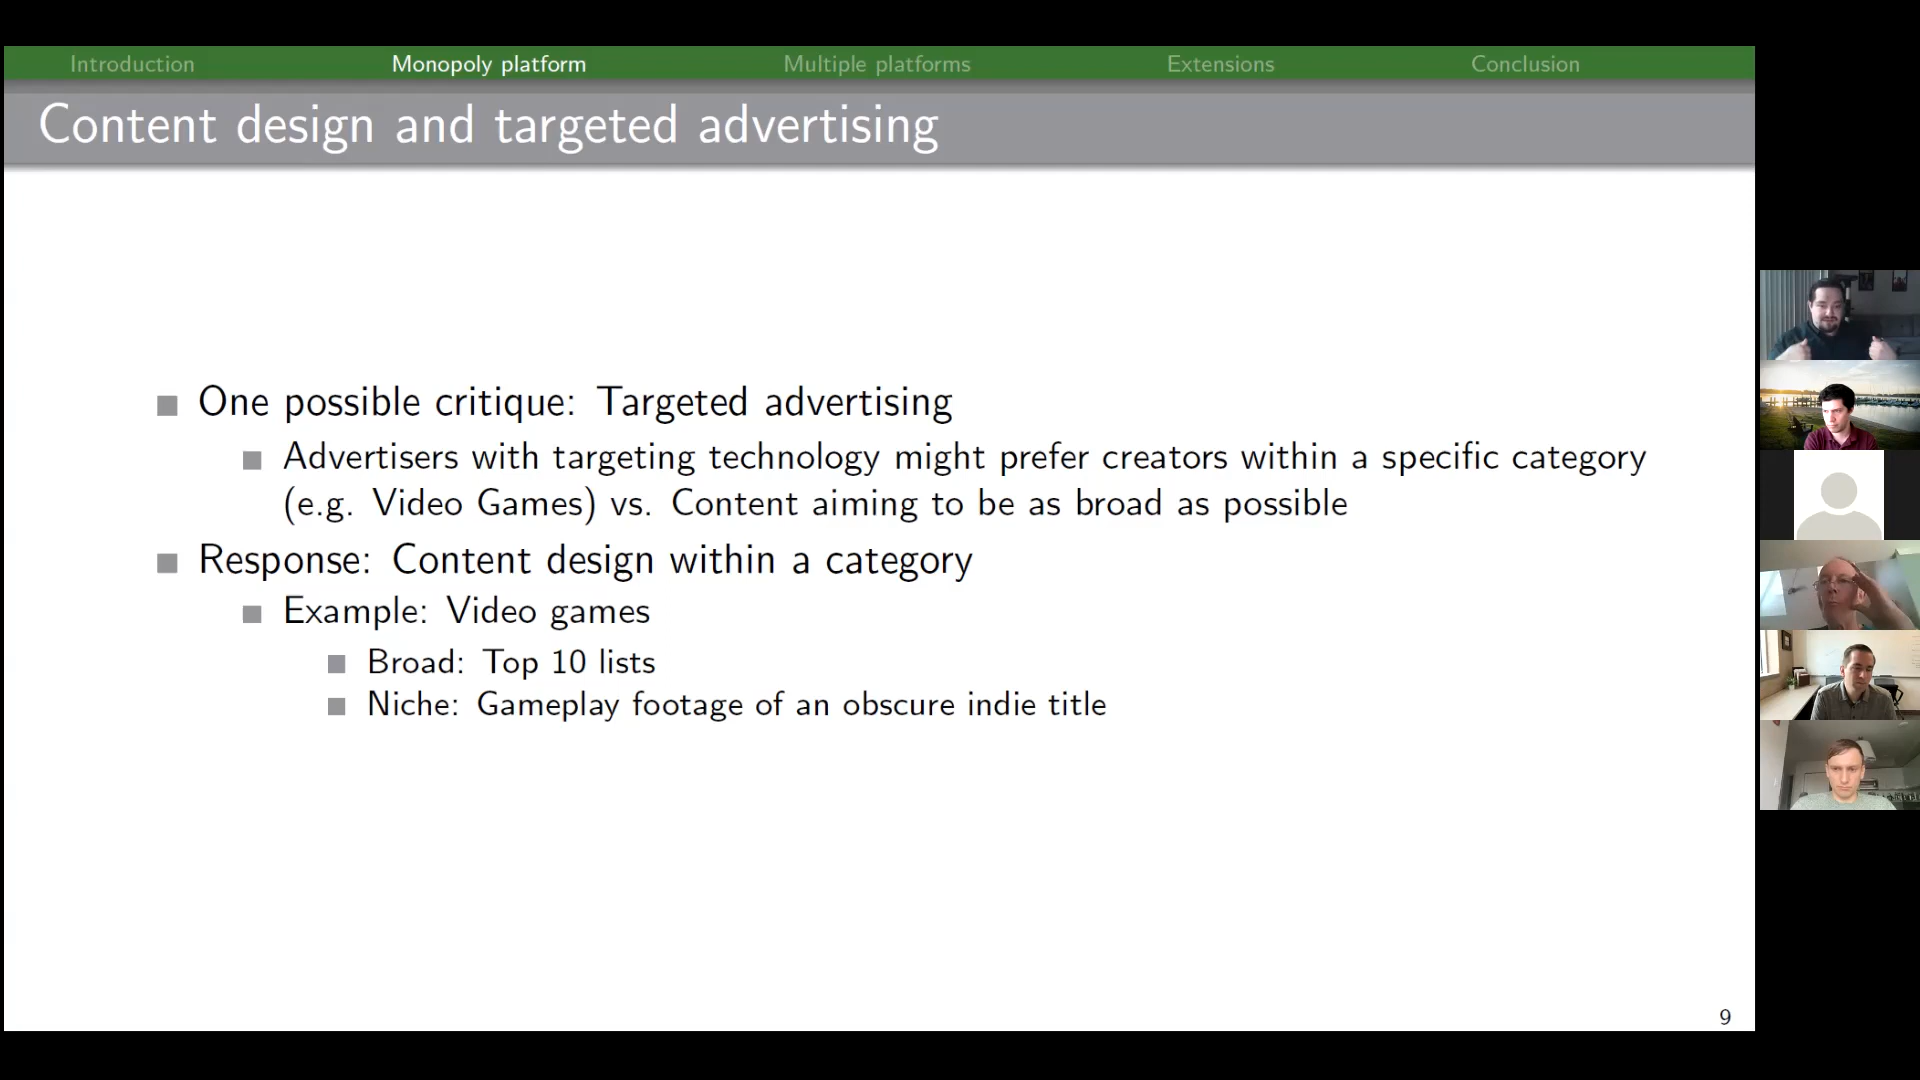 Introduction
Monopoly platform
Multiple platforms
Extensions
Conclusion
Content design and targeted advertising
One possible critique: Targeted advertising
Advertisers with targeting technology might prefer creators within a specific category
(e.g. Video Games) vs. Content aiming to be as broad as possible
Response: Content design within a category
Example: Video games
Broad: Top 10 lists
Niche: Gameplay footage of an obscure indie title
9